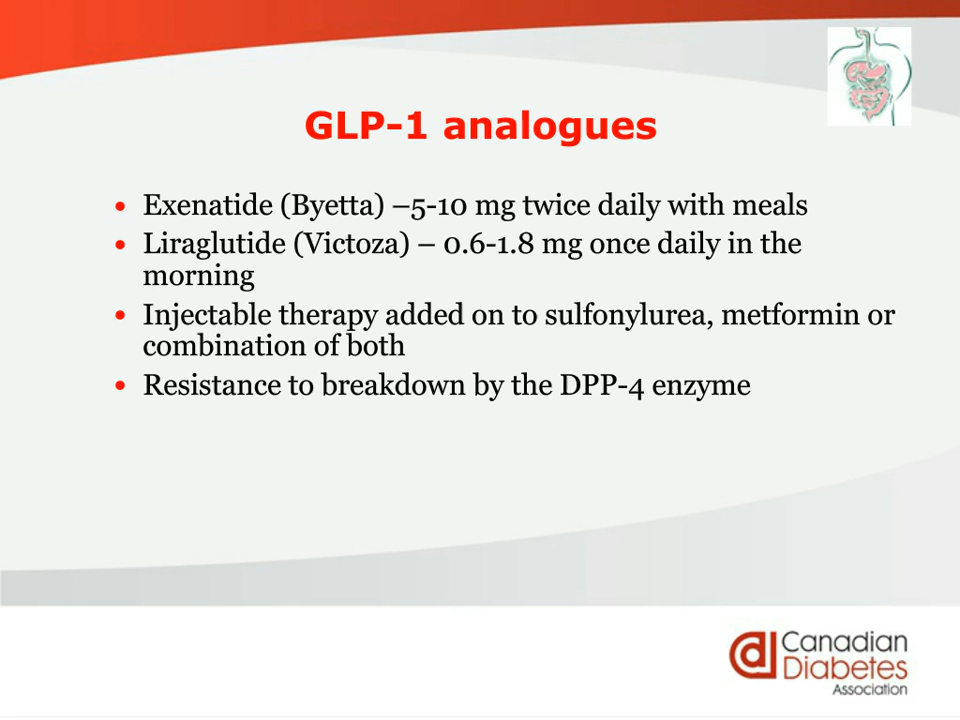 GLP-1 analogues
• Exenatide (Byetta) –5-10 mg twice daily with meals
• Liraglutide (Victoza) – 0.6-1.8 mg once daily in the
morning
• Injectable therapy added on to sulfonylurea, metformin or
combination of both
• Resistance to breakdown by the DPP-4 enzyme
Canadian
Diabetes
Association